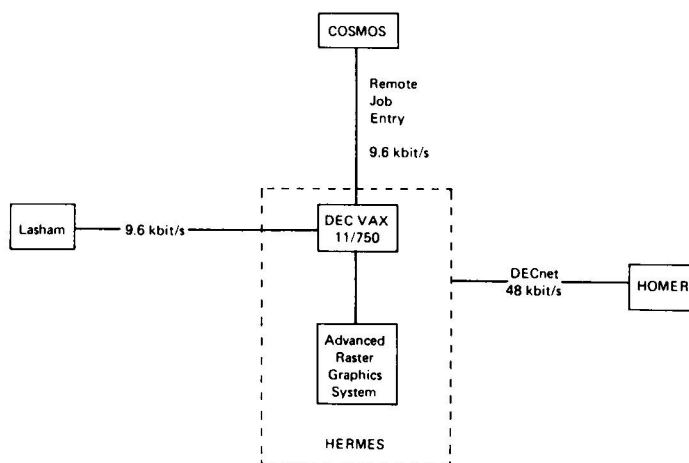 COSMOS
Remote
Job
Entry
9.6 kbit/s
Lasham
9.6 kbit/s
DEC VAX
11/750
DECnet
48 kbit/s
HOMER
Advanced
Raster
Graphics
System
HERMES